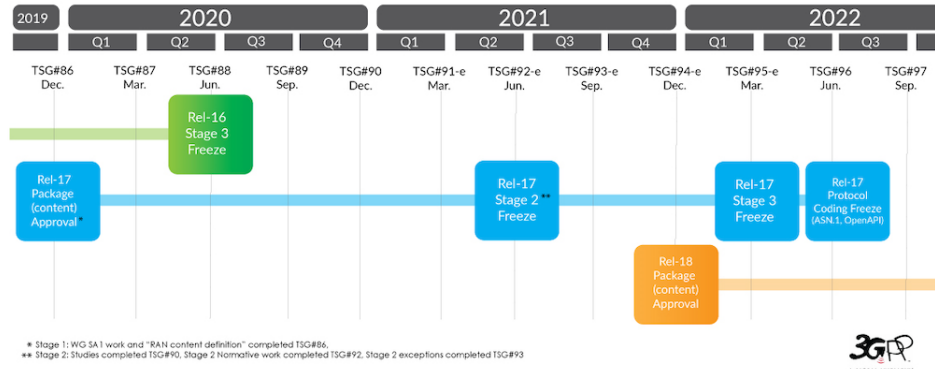 2019
2020
2021
2022
Q1 Q2 Q3 Q4 Q1 Q2 Q3 Q4 Q1 Q2 Q3
TSG#86 TSG#87 TSG#88 TSG#89 TSG#90 TSG#91-e TSG#92-e TSG#93-e TSG#94-e TSG#95-e TSG#96 TSG#97
Dec. Mar. Jun. Sep. Dec. Mar. Jun. Sep. Dec. Mar. Jun. Sep.
Rel-16
Stage 3
Freeze
Rel-17
Package
(content)
Approval*
Rel-17
Stage 2 **
Freeze
Rel-17
Stage 3
Freeze
Rel-17
Protocol
Coding Freeze
(ASN.1, OpenAPI)
Rel-18
Package
(content)
Approval
* Stage 1: WG SA1 work and “RAN content definition” completed TSG#86,
** Stage 2: Studies completed TSG#90, Stage 2 Normative work completed TSG#92, Stage 2 exceptions completed TSG#93
3GPP